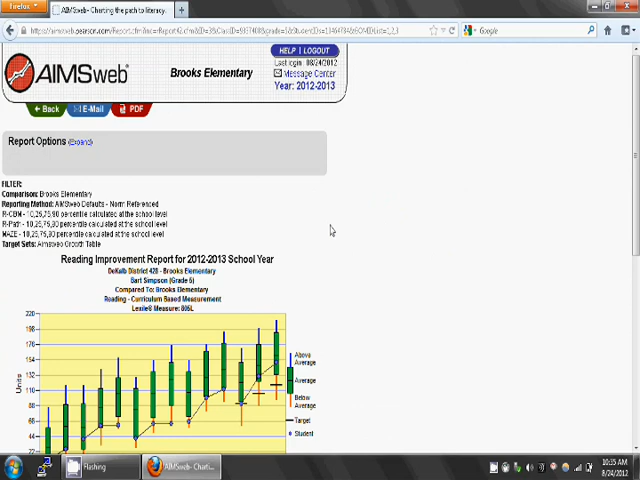 Firefox
AIMSweb - Charting the path to literacy.
Google
HELP | LOGOUT
Last login: 08/24/2012
Message Center
Year: 2012-2013
AIMSweb
Brooks Elementary
Back
E-Mail
PDF
Report Options (Expand)
FILTER:
Comparison: Brooks Elementary
Reporting Method: AIMSweb Defaults - Norm Referenced
R-CBM - 10,25,75,90 percentile calculated at the school level
R-Path - 10,25,75,90 percentile calculated at the school level
MAZE - 10,25,75,90 percentile calculated at the school level
Target Sets: Aimsweb Growth Table
Reading Improvement Report for 2012-2013 School Year
DeKalb District 428 - Brooks Elementary
Bart Simpson (Grade 5)
Compared To: Brooks Elementary
Reading - Curriculum Based Measurement
Lexile® Measure: 805L
220
198
176
154
132
110
88
66
44
Units
Above
Average
Average
Below
Average
Target
Student
Flashing
AIMSweb - Charti...
10:35 AM
8/24/2012